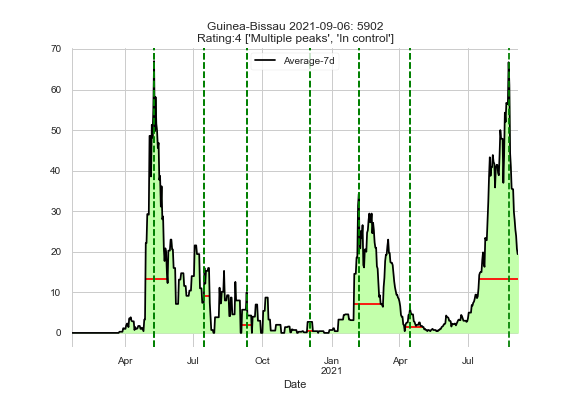 Guinea-Bissau 2021-09-06: 5902
Rating:4 ['Multiple peaks', 'In control']
Average-7d
70
60
50
40
30
20
10
0
Apr Jul Oct Jan Apr Jul
2021
Date